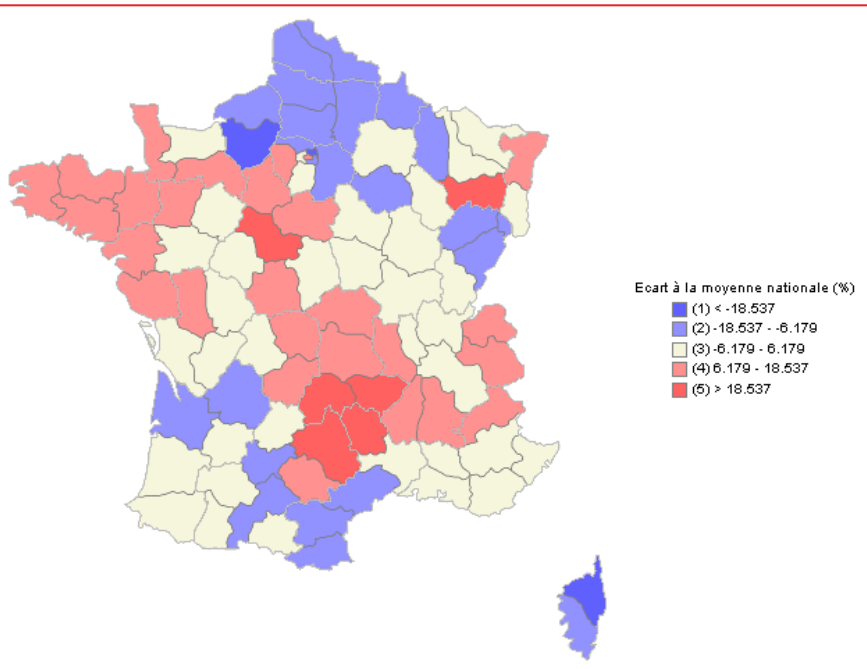 Ecart à la moyenne nationale (%)
(1) < -18.537
(2) -18.537 - -6.179
(3) -6.179 - 6.179
(4) 6.179 - 18.537
(5) > 18.537